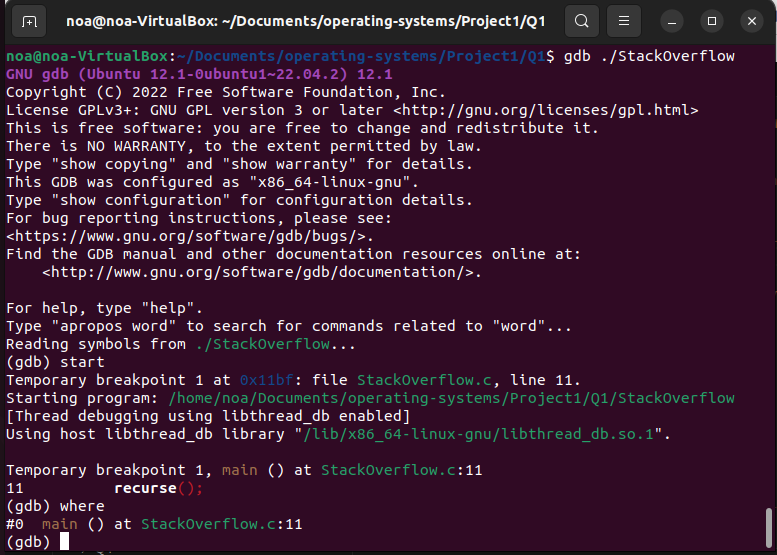 noa@noa-VirtualBox: ~/Documents/operating-systems/Project1/Q1
noa@noa-VirtualBox:~/Documents/operating-systems/Project1/Q1$ gdb ./StackOverflow
GNU gdb (Ubuntu 12.1-0ubuntu1~22.04.2) 12.1
Copyright (C) 2022 Free Software Foundation, Inc.
License GPLv3+: GNU GPL version 3 or later <http://gnu.org/licenses/gpl.html>
This is free software: you are free to change and redistribute it.
There is NO WARRANTY, to the extent permitted by law.
Type "show copying" and "show warranty" for details.
This GDB was configured as "x86_64-linux-gnu".
Type "show configuration" for configuration details.
For bug reporting instructions, please see:
<https://www.gnu.org/software/gdb/bugs/>.
Find the GDB manual and other documentation resources online at:
    <http://www.gnu.org/software/gdb/documentation/>.

For help, type "help".
Type "apropos word" to search for commands related to "word"...
Reading symbols from ./StackOverflow...
(gdb) start
Temporary breakpoint 1 at 0x11bf: file StackOverflow.c, line 11.
Starting program: /home/noa/Documents/operating-systems/Project1/Q1/StackOverflow
[Thread debugging using libthread_db enabled]
Using host libthread_db library "/lib/x86_64-linux-gnu/libthread_db.so.1".

Temporary breakpoint 1, main () at StackOverflow.c:11
11          recurse();
(gdb) where
#0  main () at StackOverflow.c:11
(gdb)